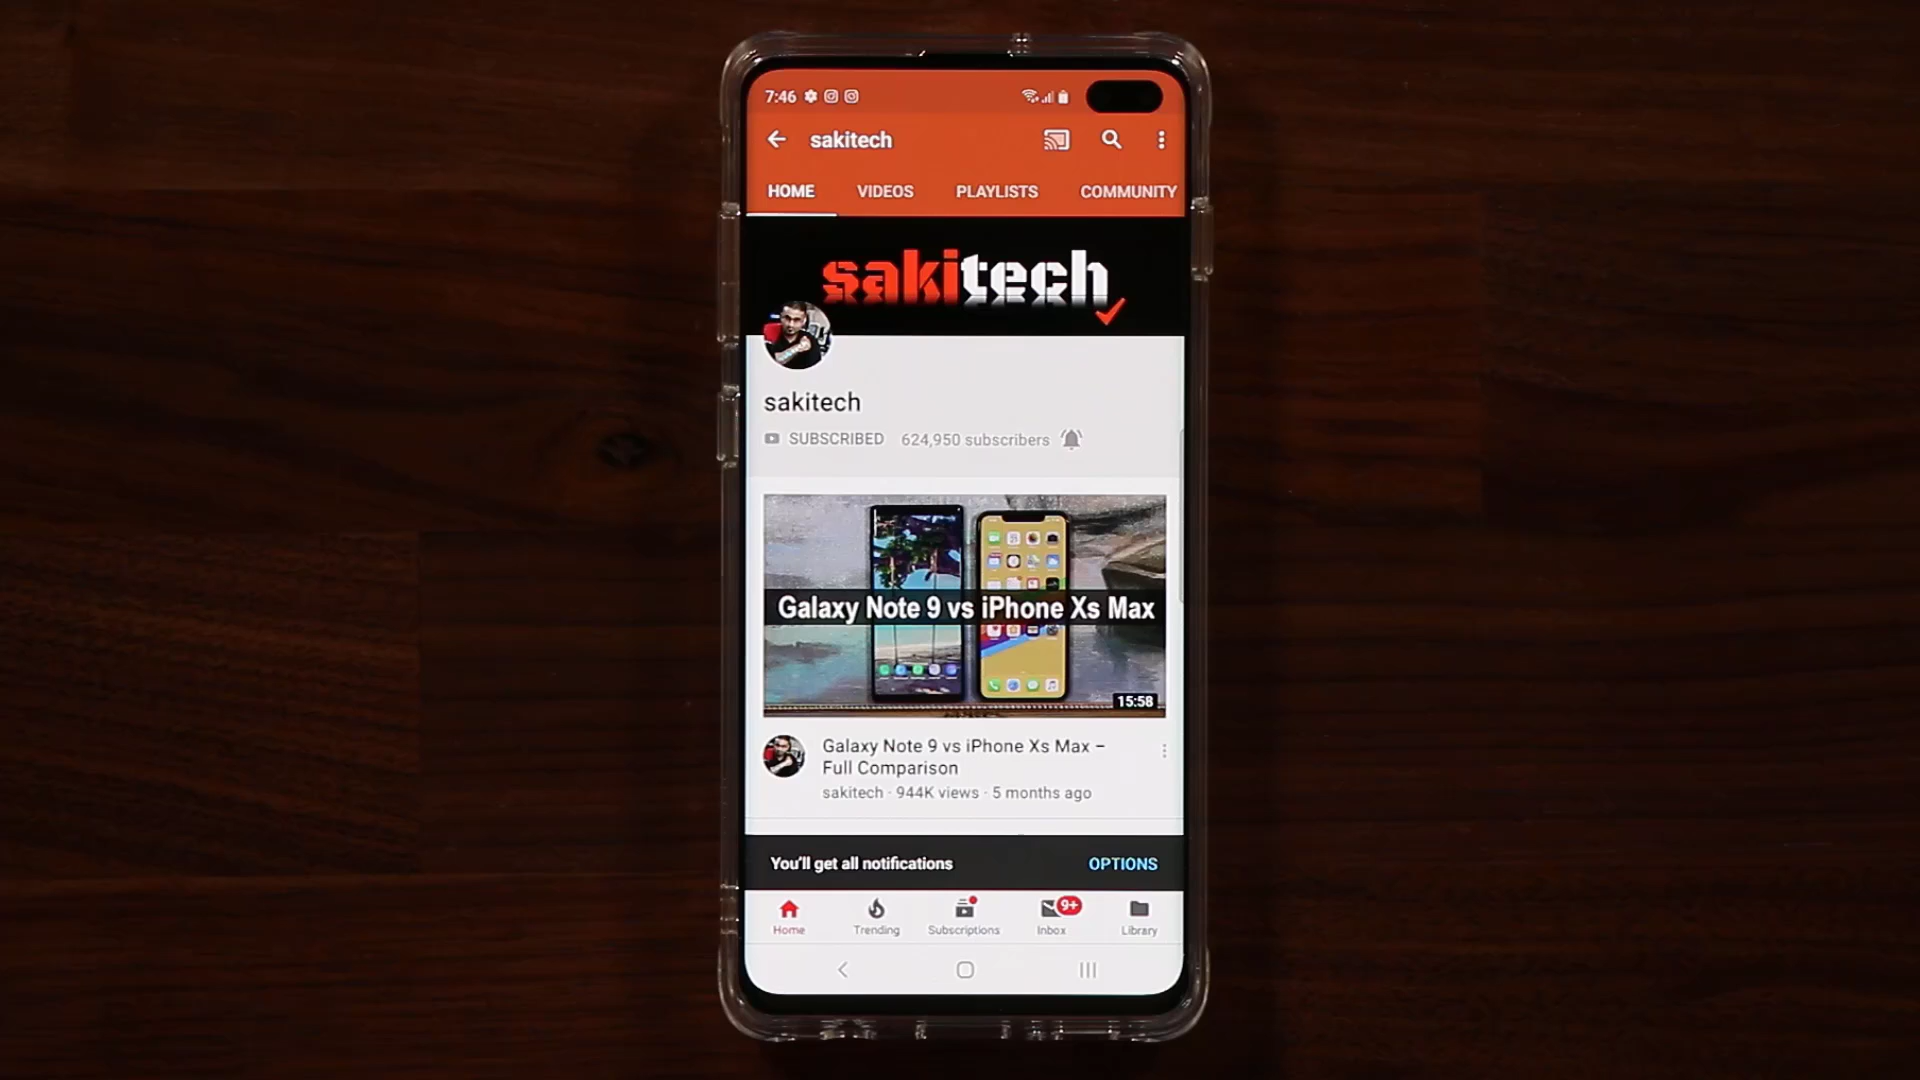 7:46
sakitech
HOME VIDEOS PLAYLISTS COMMUNITY
sakitech
sakitech
SUBSCRIBED 624,950 subscribers
Galaxy Note 9 vs iPhone Xs Max
15:58
Galaxy Note 9 vs iPhone Xs Max –
Full Comparison
sakitech · 944K views · 5 months ago
You'll get all notifications OPTIONS
9+
Home Trending Subscriptions Inbox Library